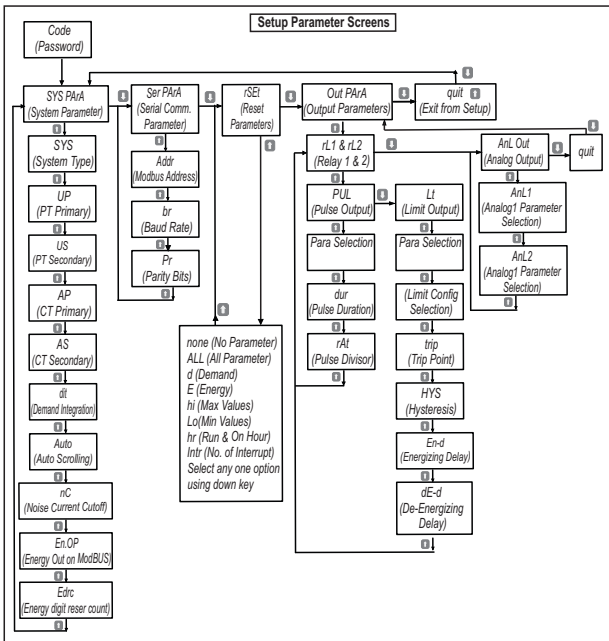 Setup Parameter Screens
Code
(Password)
SYS PArA
(System Parameter)
Ser PArA
(Serial Comm.
Parameter)
rSEt
(Reset
Parameters)
Out PArA
(Output Parameters)
quit
(Exit from Setup)
SYS
(System Type)
UP
(PT Primary)
US
(PT Secondary)
AP
(CT Primary)
AS
(CT Secondary)
dit
(Demand Integration)
Auto
(Auto Scrolling)
nC
(Noise Current Cutoff)
En.OP
(Energy Out on ModBUS)
Edrc
(Energy digit reser count)
Addr
(Modbus Address)
br
(Baud Rate)
Pr
(Parity Bits)
none (No Parameter)
ALL (All Parameter)
d (Demand)
E (Energy)
hi (Max Values)
Lo(Min Values)
hr (Run & On Hour)
Intr (No. of Interrupt)
Select any one option
using down key
rL1 & rL2
(Relay 1 & 2)
PUL
(Pulse Output)
Para Selection
dur
(Pulse Duration)
rAt
(Pulse Divisor)
Lt
(Limit Output)
Para Selection
(Limit Config
Selection)
trip
(Trip Point)
HYS
(Hysteresis)
En-d
(Energizing Delay)
dE-d
(De-Energizing
Delay)
AnL Out
(Analog Output)
quit
AnL1
(Analog1 Parameter
Selection)
AnL2
(Analog1 Parameter
Selection)